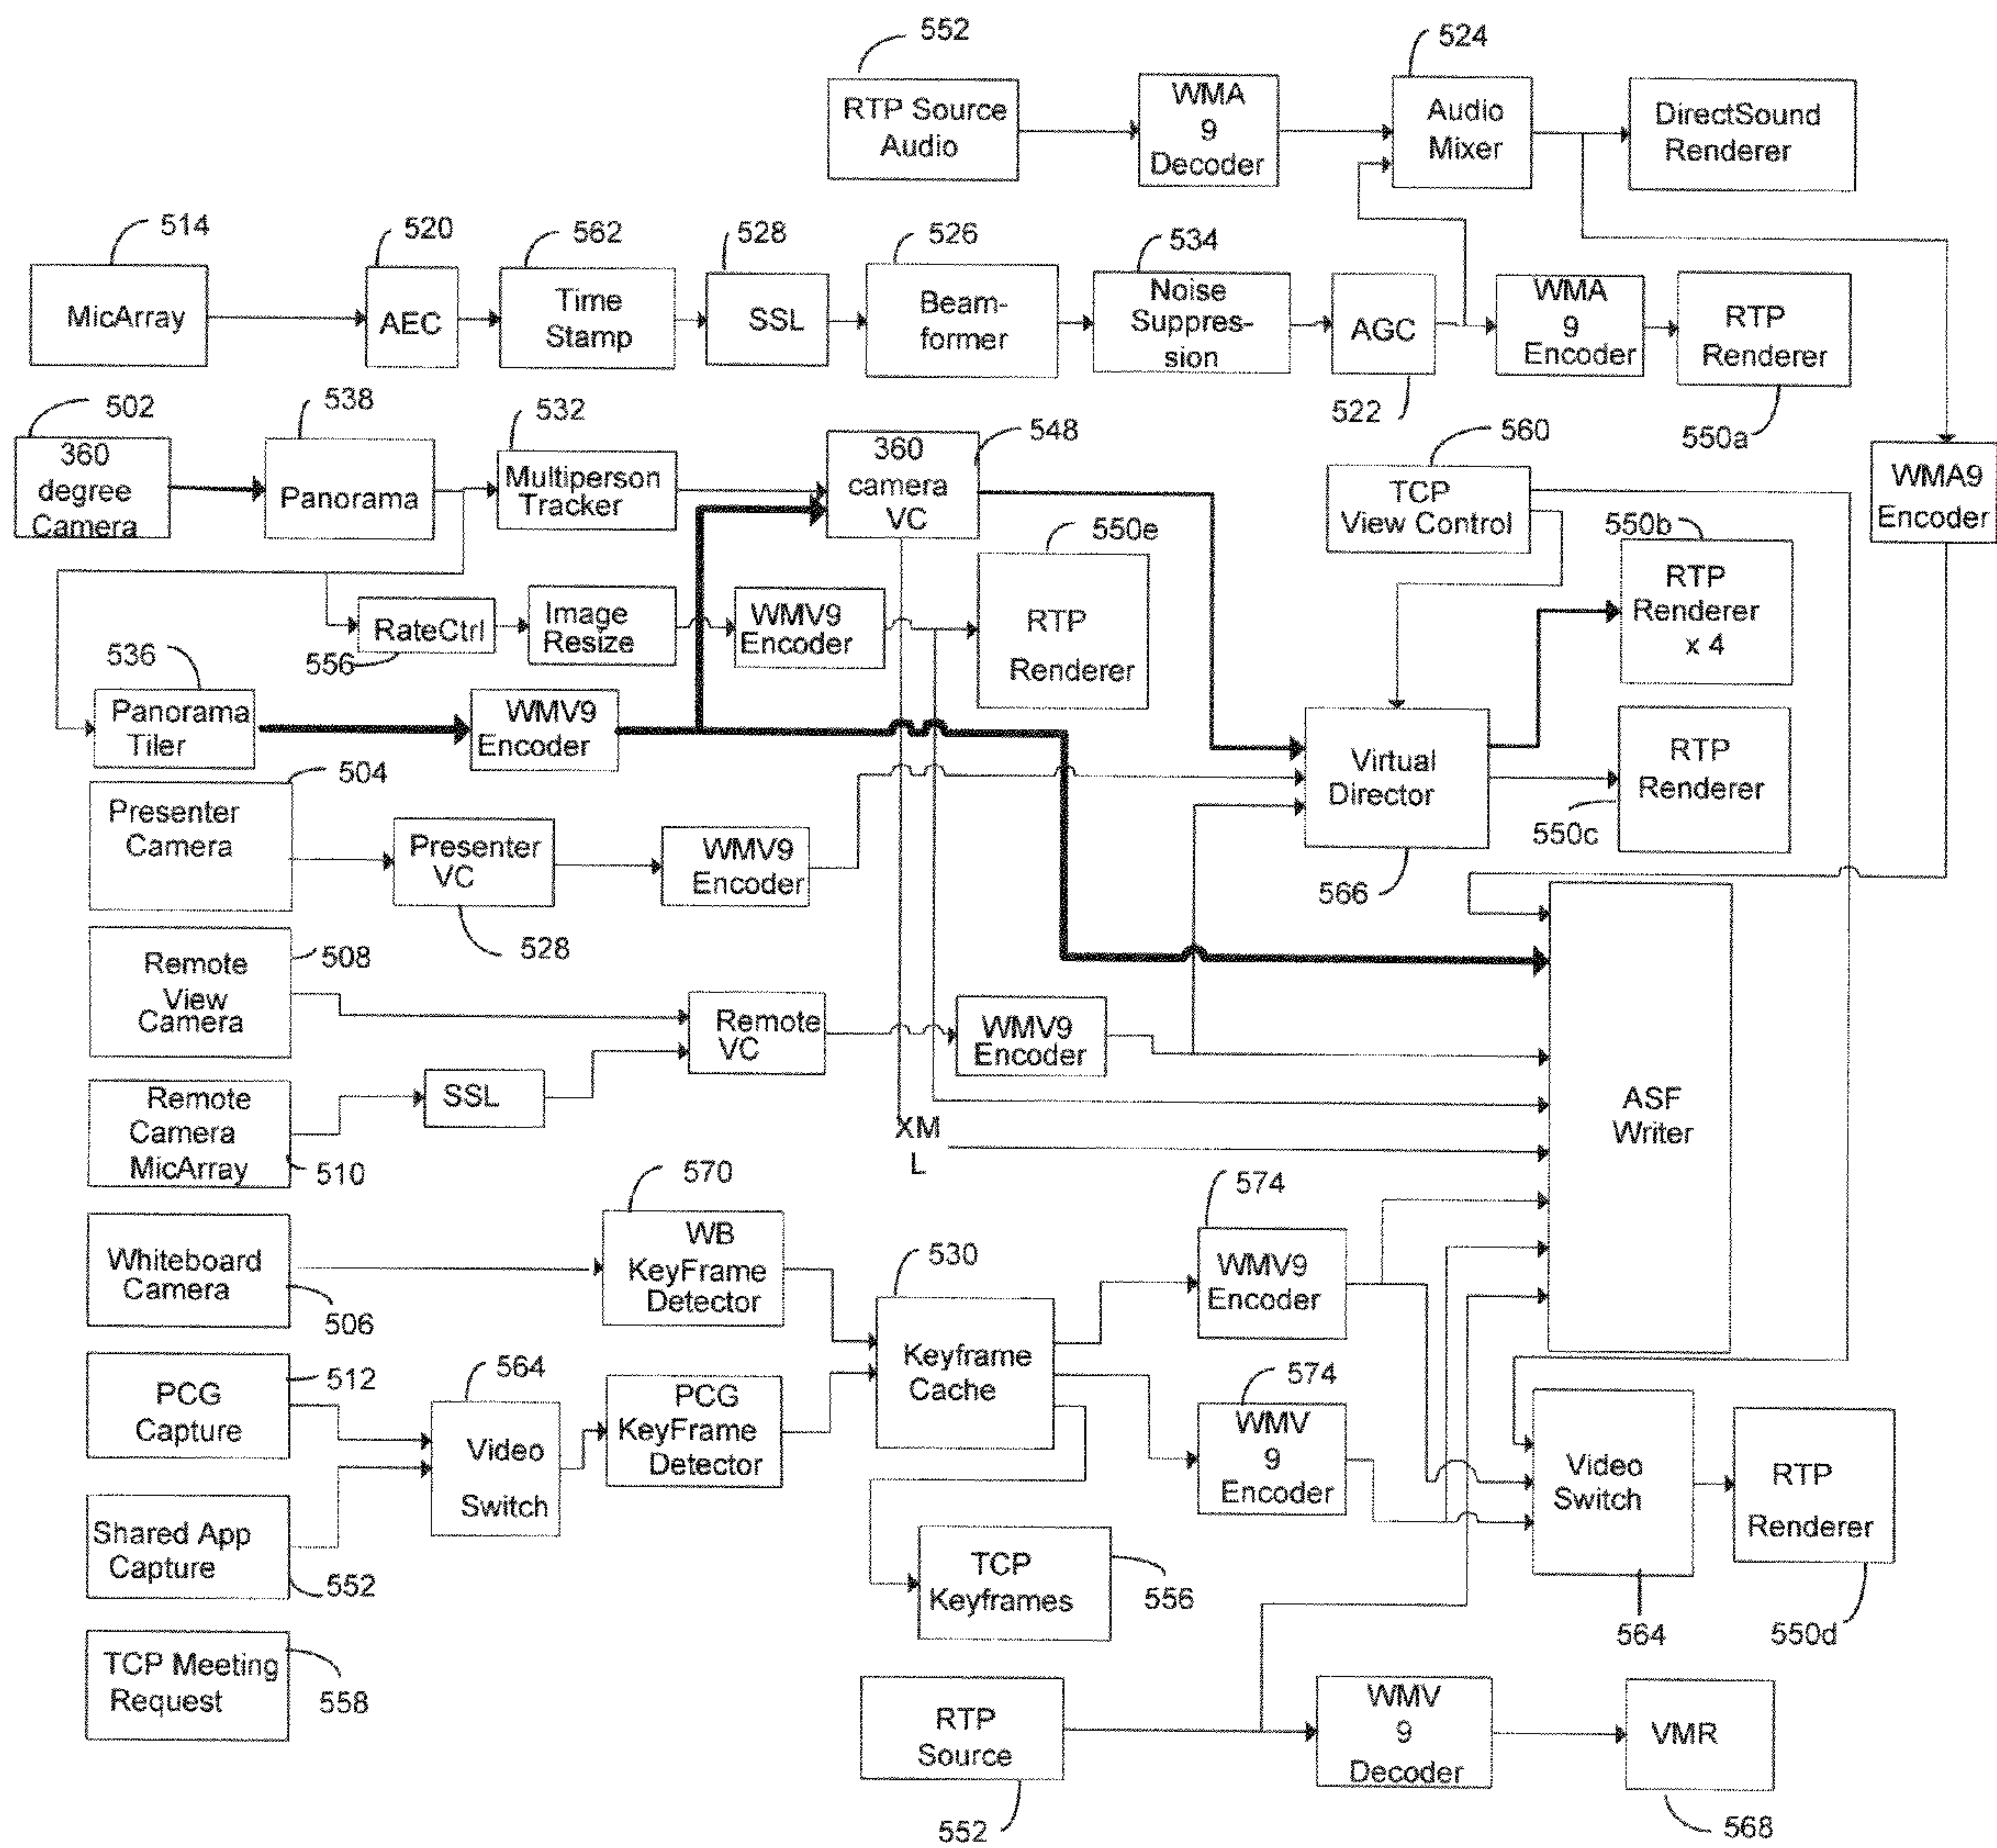 552
524
RTP Source
Audio
WMA
9
Decoder
Audio
Mixer
DirectSound
Renderer
514
520
562
528
526
534
MicArray
AEC
Time
Stamp
SSL
Beam-
former
Noise
Suppres-
sion
AGC
WMA
9
Encoder
RTP
Renderer
522
550a
502
538
532
548
560
360
degree
Camera
Panorama
Multiperson
Tracker
360
camera
VC
TCP
View Control
WMA9
Encoder
550e
550b
RTP
Renderer
x 4
RateCtrl
556
Image
Resize
WMV9
Encoder
RTP
Renderer
536
Panorama
Tiler
WMV9
Encoder
Virtual
Director
566
RTP
Renderer
550c
504
Presenter
Camera
Presenter
VC
528
WMV9
Encoder
508
Remote
View
Camera
Remote
VC
WMV9
Encoder
Remote
Camera
MicArray
510
SSL
XM
L
ASF
Writer
570
574
Whiteboard
Camera
506
WB
KeyFrame
Detector
530
WMV9
Encoder
Keyframe
Cache
512
PCG
Capture
564
Video
Switch
PCG
KeyFrame
Detector
574
WMV
9
Encoder
Video
Switch
564
RTP
Renderer
550d
Shared App
Capture
552
TCP
Keyframes
556
TCP Meeting
Request
558
RTP
Source
552
WMV
9
Decoder
VMR
568